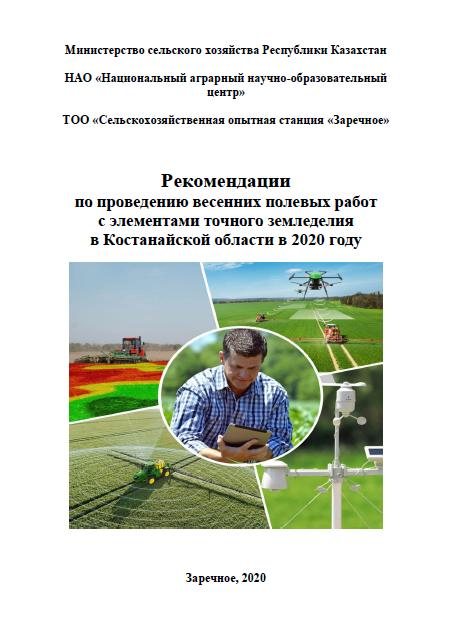 Министерство сельского хозяйства Республики Казахстан
НАО «Национальный аграрный научно-образовательный
центр»
ТОО «Сельскохозяйственная опытная станция «Заречное»
Рекомендации
по проведению весенних полевых работ
с элементами точного земледелия
в Костанайской области в 2020 году
Заречное, 2020